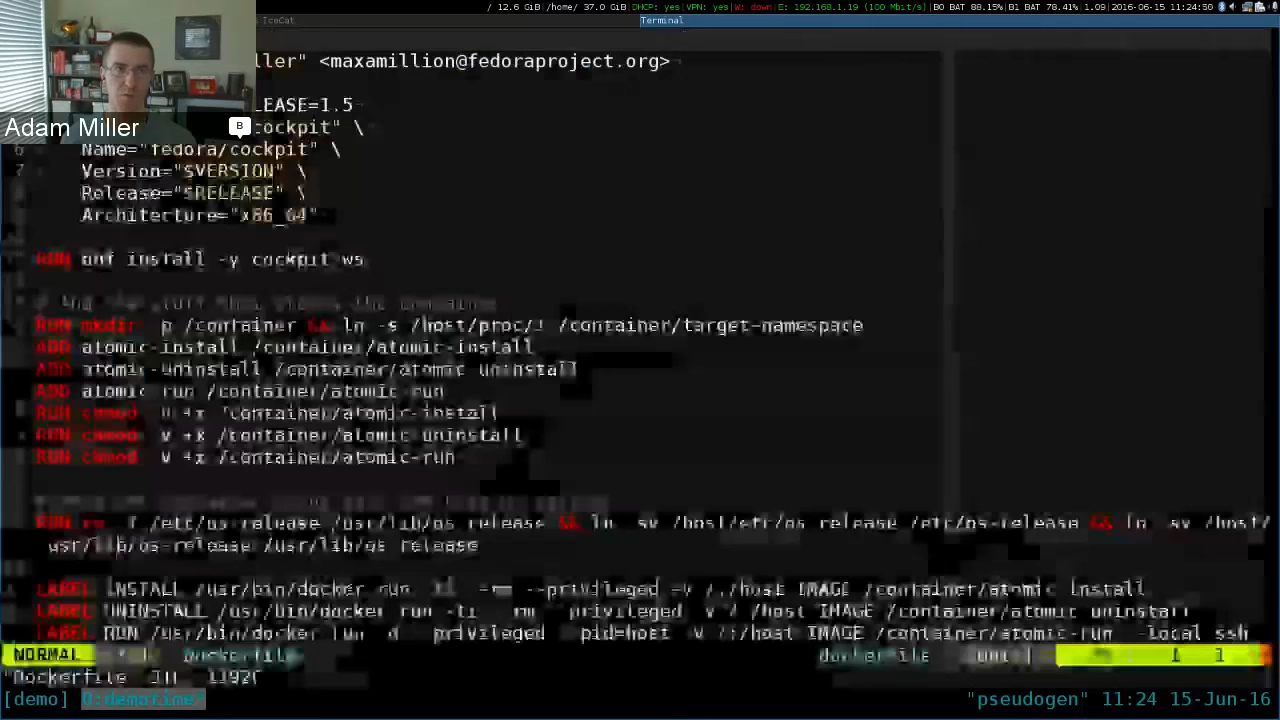 / 12.6 GiB|/home/ 37.0 GiB|DHCP: yes|VPN: yes|W: down|E: 192.168.1.19 (100 Mbit/s)|B0 BAT 88.15%|B1 BAT 78.41%|1.09|2016-06-15 11:24:50
IceCat Terminal
ller" <maxamillion@fedoraproject.org>
LEASE=1.5
Adam Miller B cockpit" \
6 Name="fedora/cockpit" \
7 Version="$VERSION" \
Release="$RELEASE" \
Architecture="x86_64"
RUN dnf install -y cockpit ws
RUN mkdir p /container && ln -s /host/proc/1 /container/target-namespace
ADD atomic-install /container/atomic-install
ADD atomic-uninstall /container/atomic uninstall
ADD atomic run /container/atomic run
RUN chmod +x /container/atomic-install
RUN chmod +x /container/atomic uninstall
RUN chmod +x /container/atomic-run
RUN rm /etc/os release /usr/lib/os release && ln sv /host/etc/os release /etc/os-release && ln sv /host/
usr/lib/os-release /usr/lib/os release
LABEL INSTALL /usr/bin/docker run --privileged -v /:/host IMAGE /container/atomic install
LABEL UNINSTALL /usr/bin/docker run -ti privileged /host IMAGE /container/atomic uninstall
LABEL RUN /usr/bin/docker run d privileged pid=host v /:/host IMAGE /container/atomic-run -local ssh
NORMAL Dockerfile dockerfile 1 1
"Dockerfile
[demo] 0:demotime* "pseudogen" 11:24 15-Jun-16